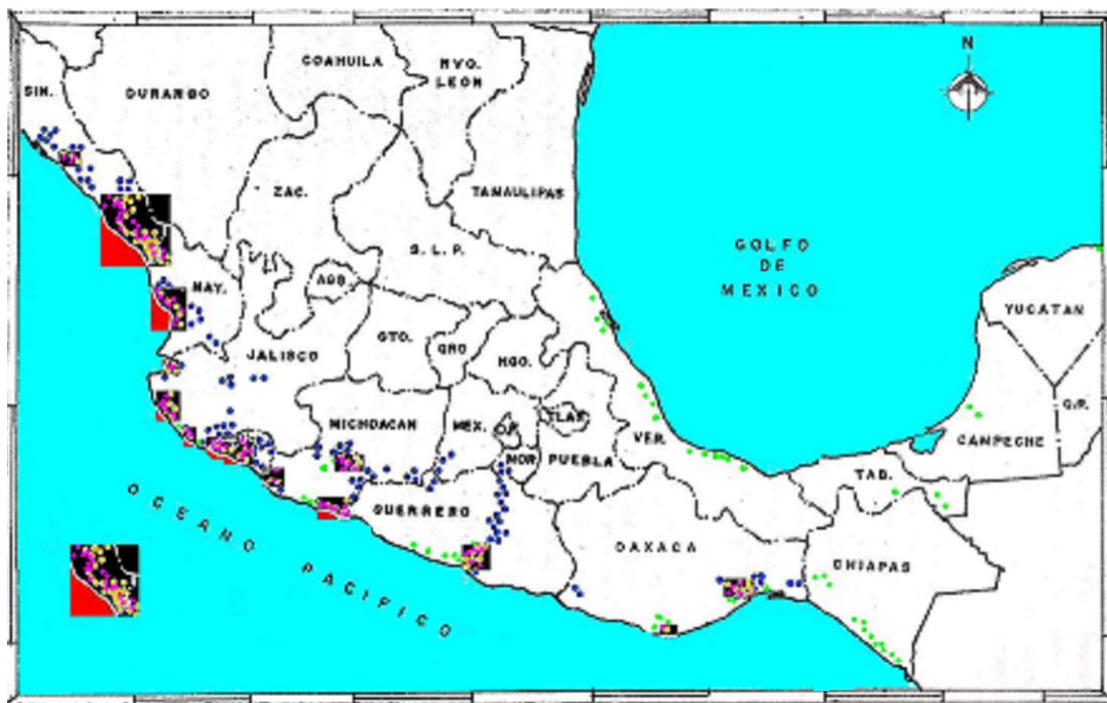 N
COAHUILA
NVO.
LEON
SIN.
DURANGO
ZAC.
TAMAULIPAS
S. L. P.
GOLFO
DE
MEXICO
AGS.
NAY.
YUCATAN
JALISCO
GTO.
QRO
HGO.
MICHOACAN
MEX.
D.F.
TLAX.
VER.
Q.R.
CAMPECHE
MOR
PUEBLA
TAB.
GUERRERO
OAXACA
CHIAPAS
OCEANO PACIFICO